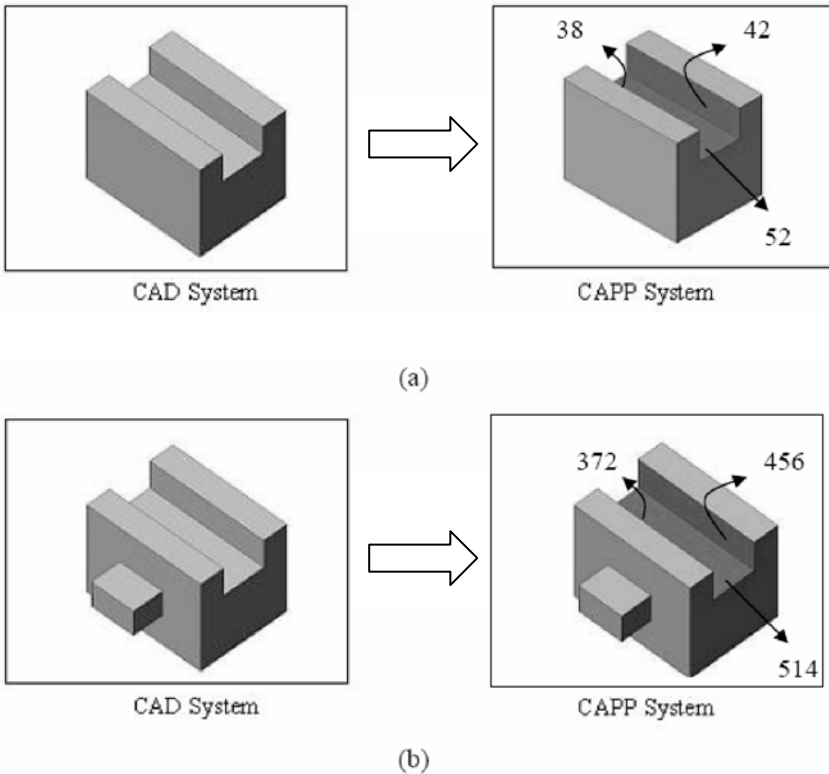 38
42
52
CAD System
CAPP System
(a)
372
456
514
CAD System
CAPP System
(b)